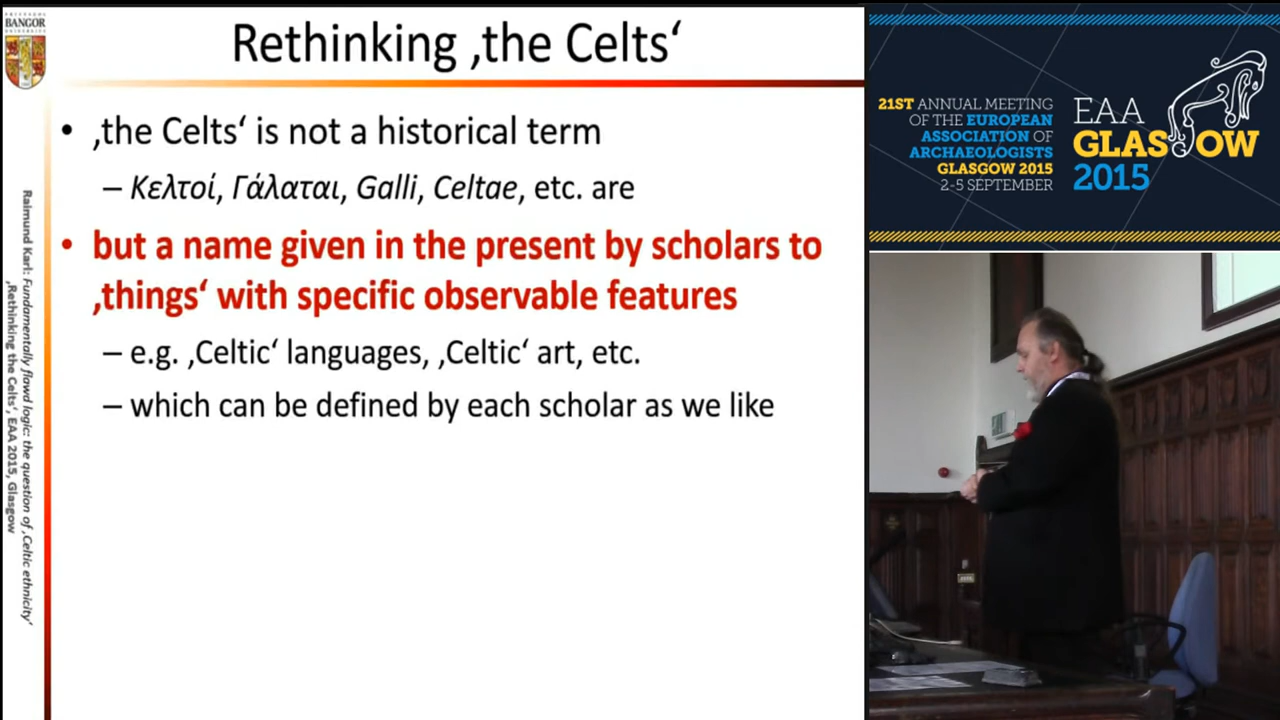 PRIFYSGOL
BANGOR
UNIVERSITY
Rethinking ‚the Celts‘
• ‚the Celts‘ is not a historical term
– Κελτοί, Γάλαται, Galli, Celtae, etc. are
• but a name given in the present by scholars to
‚things‘ with specific observable features
– e.g. ‚Celtic‘ languages, ‚Celtic‘ art, etc.
– which can be defined by each scholar as we like
Raimund Karl: Fundamentally flawd logic: the question of ‚Celtic ethnicity‘
‚Rethinking the Celts‘, EAA 2015, Glasgow
21ST ANNUAL MEETING
OF THE EUROPEAN
ASSOCIATION OF
ARCHAEOLOGISTS
GLASGOW 2015
2-5 SEPTEMBER
EAA
GLASGOW
2015